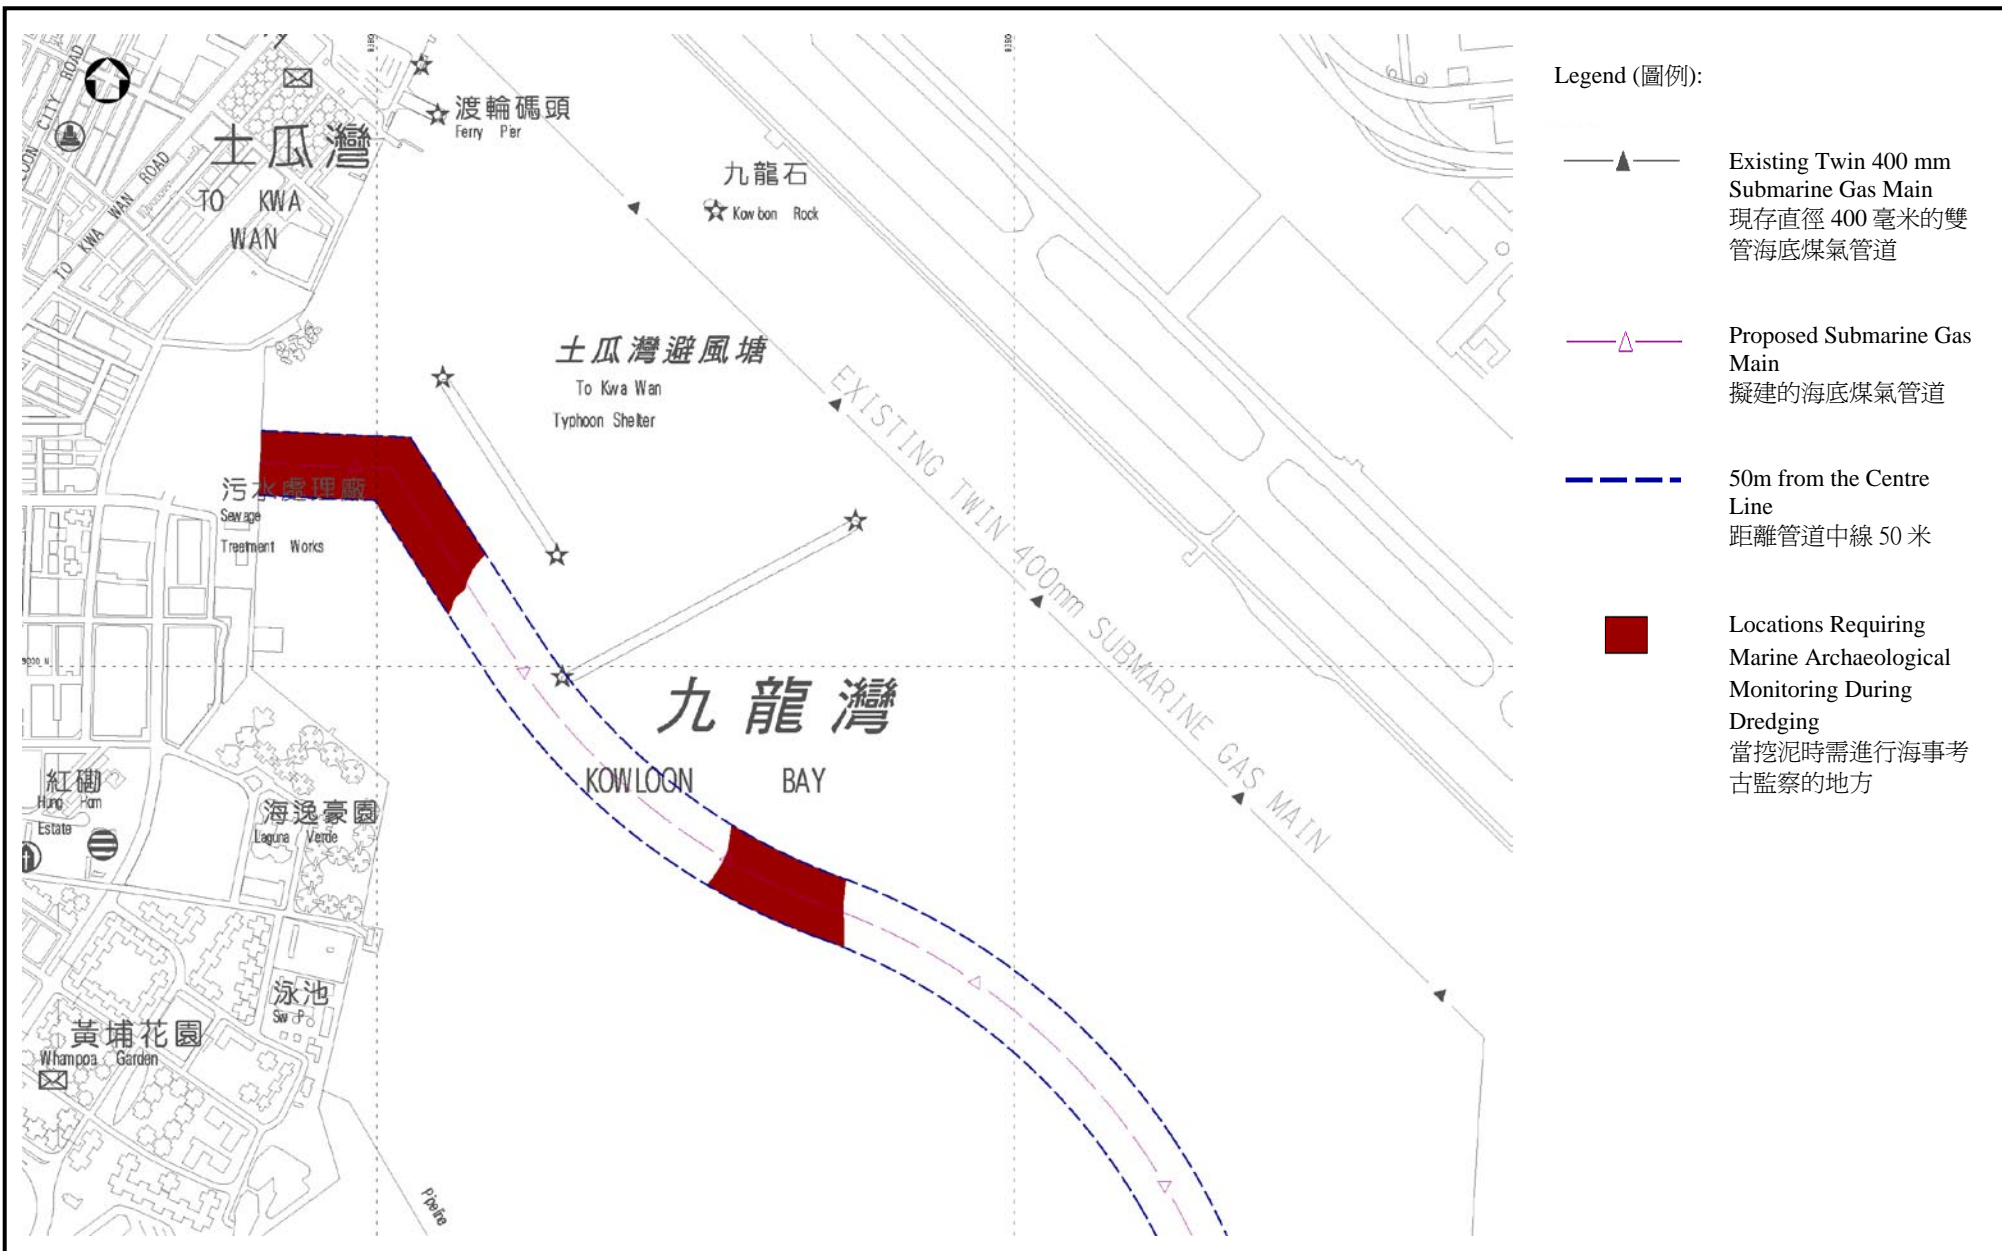 Legend (圖例):
Existing Twin 400 mm
Submarine Gas Main
現存直徑 400 毫米的雙
管海底煤氣管道
Proposed Submarine Gas
Main
擬建的海底煤氣管道
50m from the Centre
Line
距離管道中線 50 米
Locations Requiring
Marine Archaeological
Monitoring During
Dredging
當挖泥時需進行海事考
古監察的地方
CITY ROAD
TO KWA WAN ROAD
土瓜灣
TO KWA
WAN
渡輪碼頭
Ferry Pier
九龍石
Rock
土瓜灣避風塘
To Kwa Wan
Typhoon Shelter
EXISTING TWIN 400mm SUBMARINE GAS MAIN
污水處理廠
Sewage
Treatment Works
九龍灣
KOWLOON BAY
紅磡
Hung Hom
Estate
海逸豪園
Laguna Verde
泳池
黃埔花園
Whampoa Garden
Pipeline